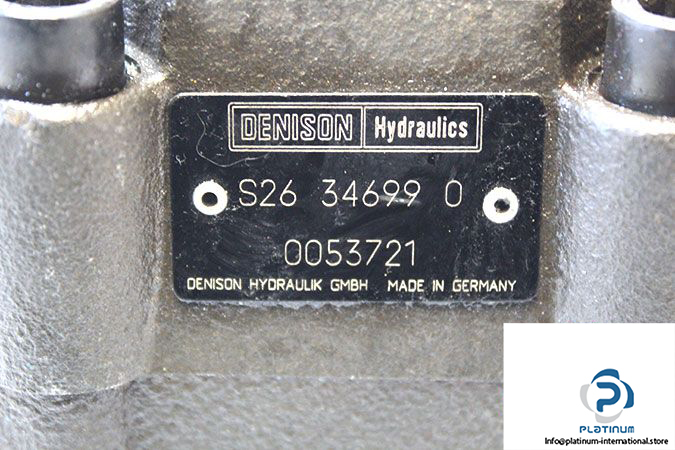 DENISON Hydraulics
S26 34699 0
0053721
DENISON HYDRAULIK GMBH MADE IN GERMANY
PLATINUM
Info@platinum-international.store